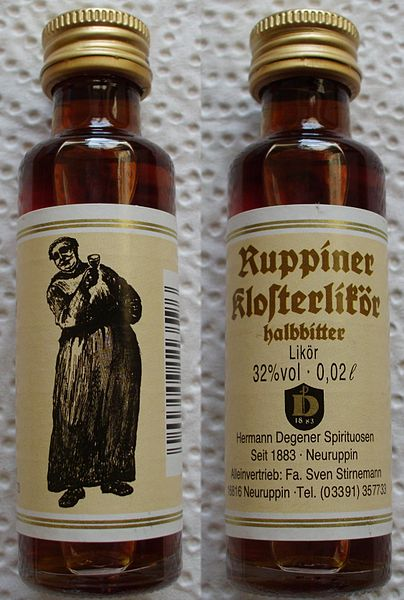 Ruppiner
Kloſterlikör
halbbitter
Likör
32%vol · 0,02ℓ
D
1883
Hermann Degener Spirituosen
Seit 1883 · Neuruppin
Alleinvertrieb: Fa. Sven Stirnemann
16816 Neuruppin · Tel. (03391) 357733